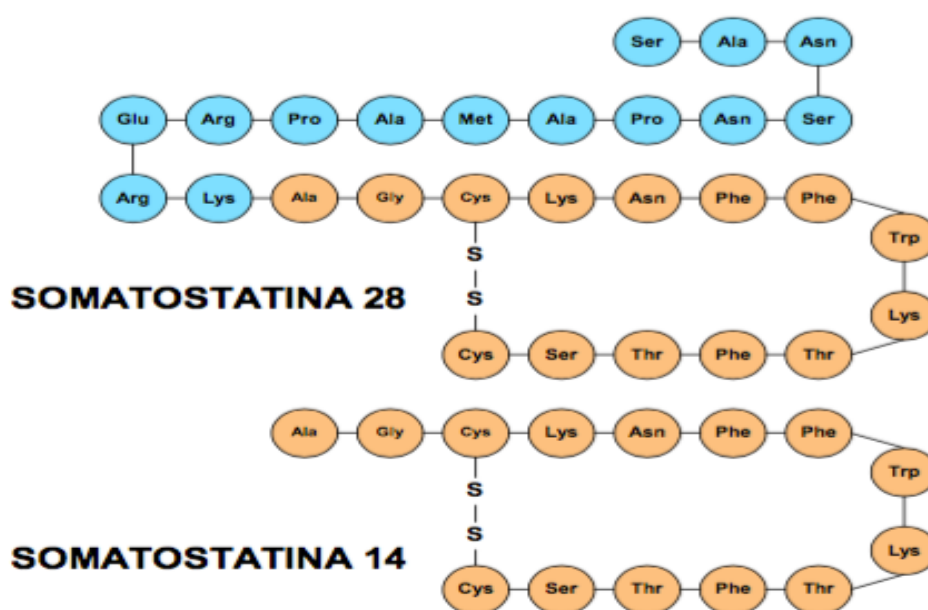 Ser Ala Asn
Glu Arg Pro Ala Met Ala Pro Asn Ser
Arg Lys Ala Gly Cys Lys Asn Phe Phe
Trp
S
SOMATOSTATINA 28
S
Lys
Cys Ser Thr Phe Thr
Ala Gly Cys Lys Asn Phe Phe
Trp
S
S
SOMATOSTATINA 14
Lys
Cys Ser Thr Phe Thr